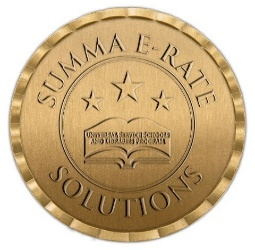 SUMMA E-RATE
UNIVERSAL SERVICE SCHOOLS
AND LIBRARIES PROGRAM
SOLUTIONS